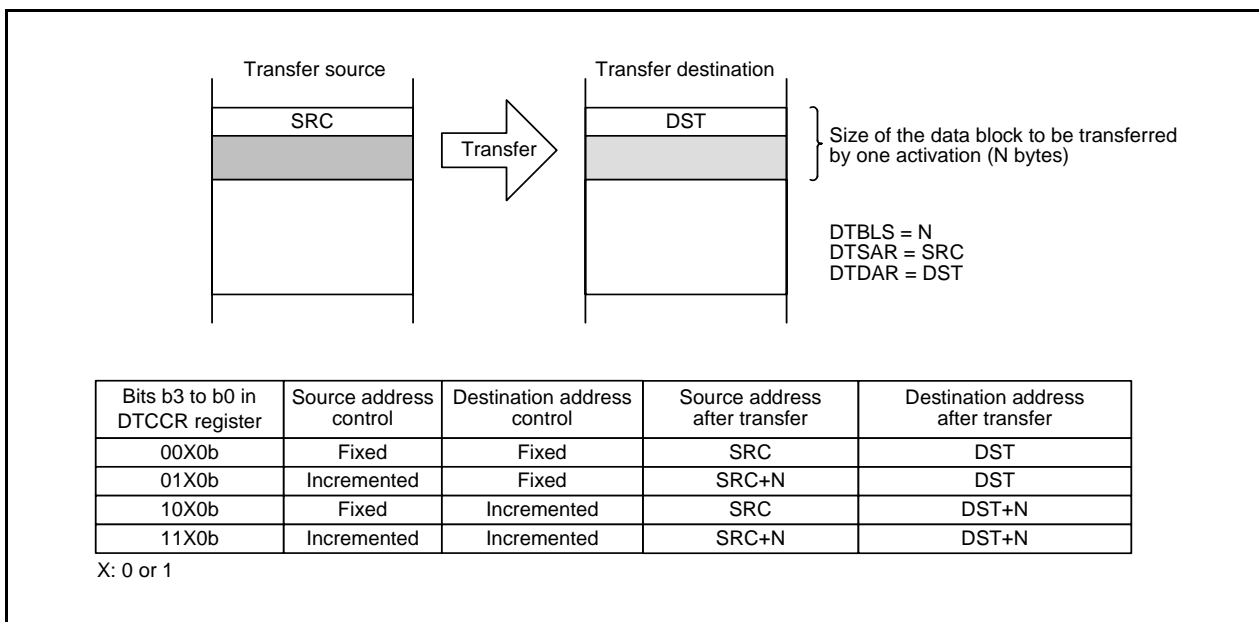 Transfer source
Transfer destination
SRC
DST
Transfer
Size of the data block to be transferred
by one activation (N bytes)
DTBLS = N
DTSAR = SRC
DTDAR = DST
Bits b3 to b0 in
DTCCR register
Source address
control
Destination address
control
Source address
after transfer
Destination address
after transfer
00X0b Fixed Fixed SRC DST
01X0b Incremented Fixed SRC+N DST
10X0b Fixed Incremented SRC DST+N
11X0b Incremented Incremented SRC+N DST+N
X: 0 or 1